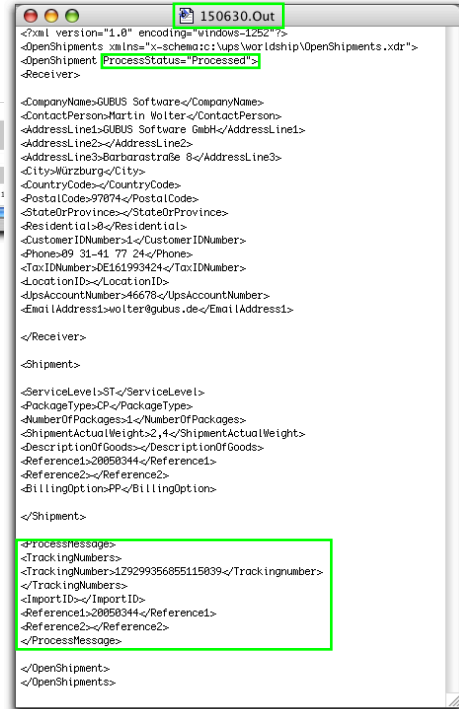 150630.Out
<?xml version="1.0" encoding="windows-1252"?>
<OpenShipments xmlns="x-schema:c:\ups\worldship\OpenShipments.xdr">
<OpenShipment ProcessStatus="Processed">
<Receiver>
<CompanyName>GUBUS Software</CompanyName>
<ContactPerson>Martin Wolter</ContactPerson>
<AddressLine1>GUBUS Software GmbH</AddressLine1>
<AddressLine2></AddressLine2>
<AddressLine3>Barbarastraße 8</AddressLine3>
<City>Würzburg</City>
<CountryCode></CountryCode>
<PostalCode>97074</PostalCode>
<StateOrProvince></StateOrProvince>
<Residential>0</Residential>
<CustomerIDNumber>1</CustomerIDNumber>
<Phone>09 31-41 77 24</Phone>
<TaxIDNumber>DE161993424</TaxIDNumber>
<LocationID></LocationID>
<UpsAccountNumber>46678</UpsAccountNumber>
<EmailAddress1>wolter@gubus.de</EmailAddress1>
</Receiver>
<Shipment>
<ServiceLevel>ST</ServiceLevel>
<PackageType>CP</PackageType>
<NumberOfPackages>1</NumberOfPackages>
<ShipmentActualWeight>2,4</ShipmentActualWeight>
<DescriptionOfGoods></DescriptionOfGoods>
<Reference1>20050344</Reference1>
<Reference2></Reference2>
<BillingOption>PP</BillingOption>
</Shipment>
<ProcessMessage>
<TrackingNumbers>
<TrackingNumber>1Z9299356855115039</Trackingnumber>
</TrackingNumbers>
<ImportID></ImportID>
<Reference1>20050344</Reference1>
<Reference2></Reference2>
</ProcessMessage>
</OpenShipment>
</OpenShipments>